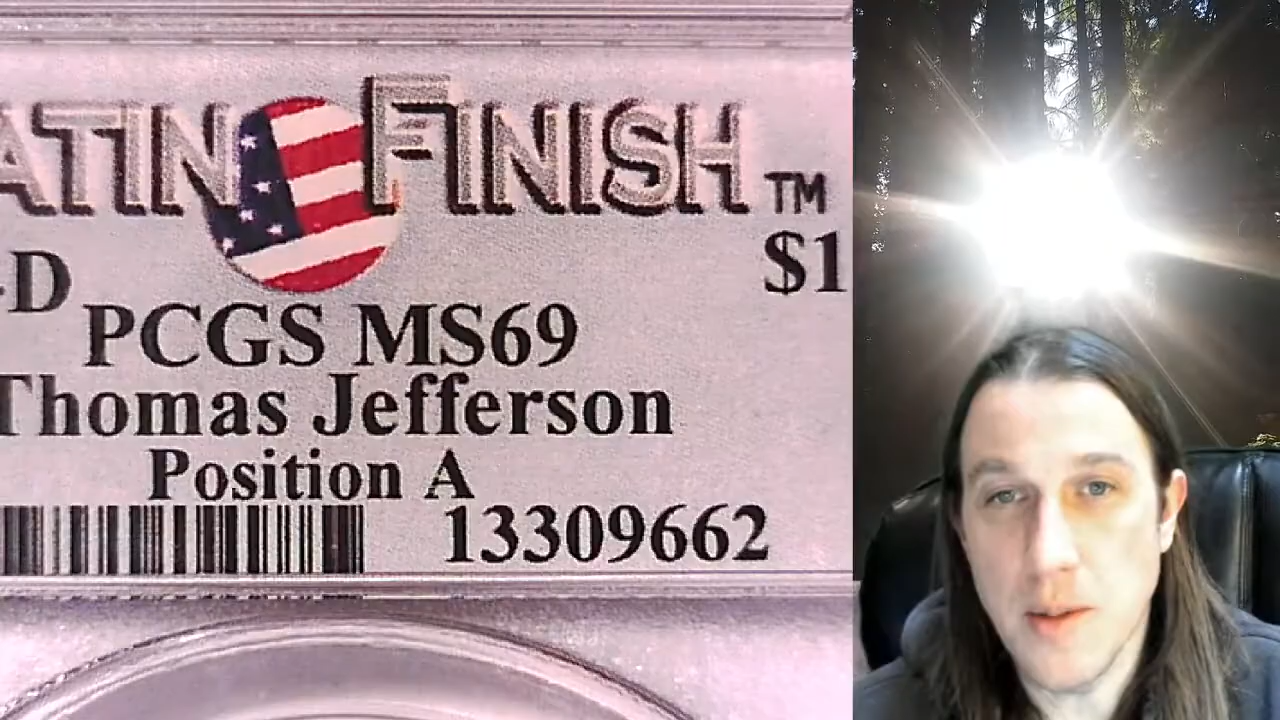 ATIN FINISH ™
-D $1
PCGS MS69
Thomas Jefferson
Position A
13309662